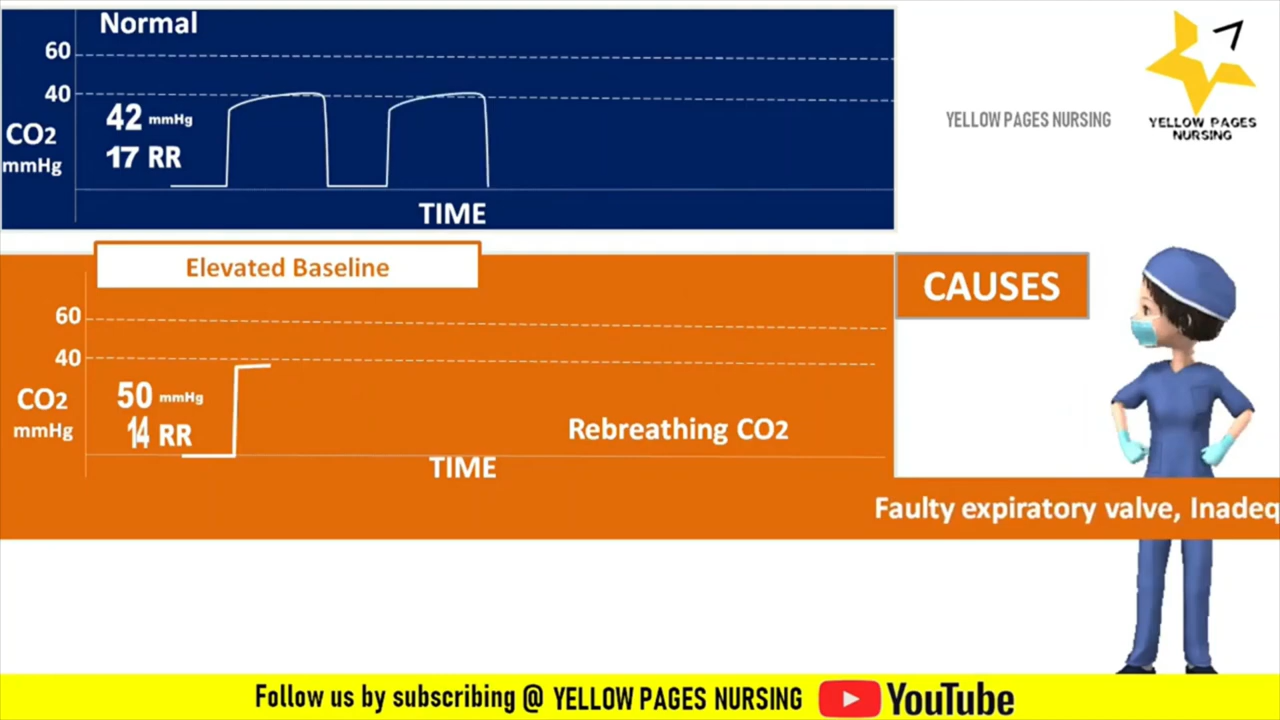 Normal
60
40
CO2
mmHg
42 mmHg
17 RR
TIME
YELLOW PAGES NURSING
YELLOW PAGES
NURSING
Elevated Baseline
CAUSES
60
40
CO2
mmHg
50 mmHg
14 RR
Rebreathing CO2
TIME
Faulty expiratory valve, Inadeq
Follow us by subscribing @ YELLOW PAGES NURSING YouTube